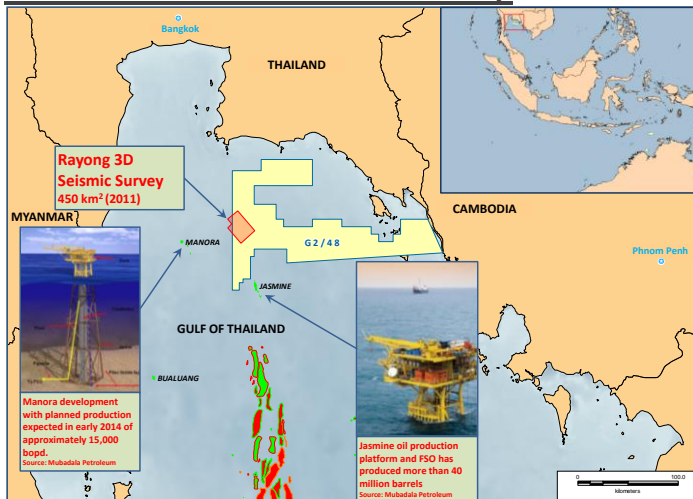 Bangkok
THAILAND
Rayong 3D
Seismic Survey
450 km² (2011)
MYANMAR
CAMBODIA
G 2 / 4 8
MANORA
Phnom Penh
JASMINE
GULF OF THAILAND
BUALUANG
Manora development
with planned production
expected in early 2014 of
approximately 15,000
bopd.
Source: Mubadala Petroleum
Jasmine oil production
platform and FSO has
produced more than 40
million barrels
Source: Mubadala Petroleum
0 100.0
kilometers